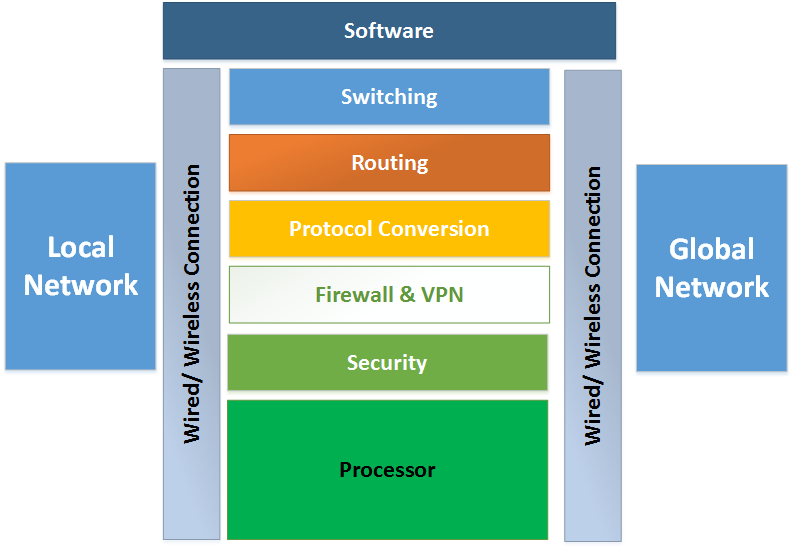 Software
Switching
Routing
Protocol Conversion
Firewall & VPN
Security
Processor
Local
Network
Wired/ Wireless Connection
Wired/ Wireless Connection
Global
Network